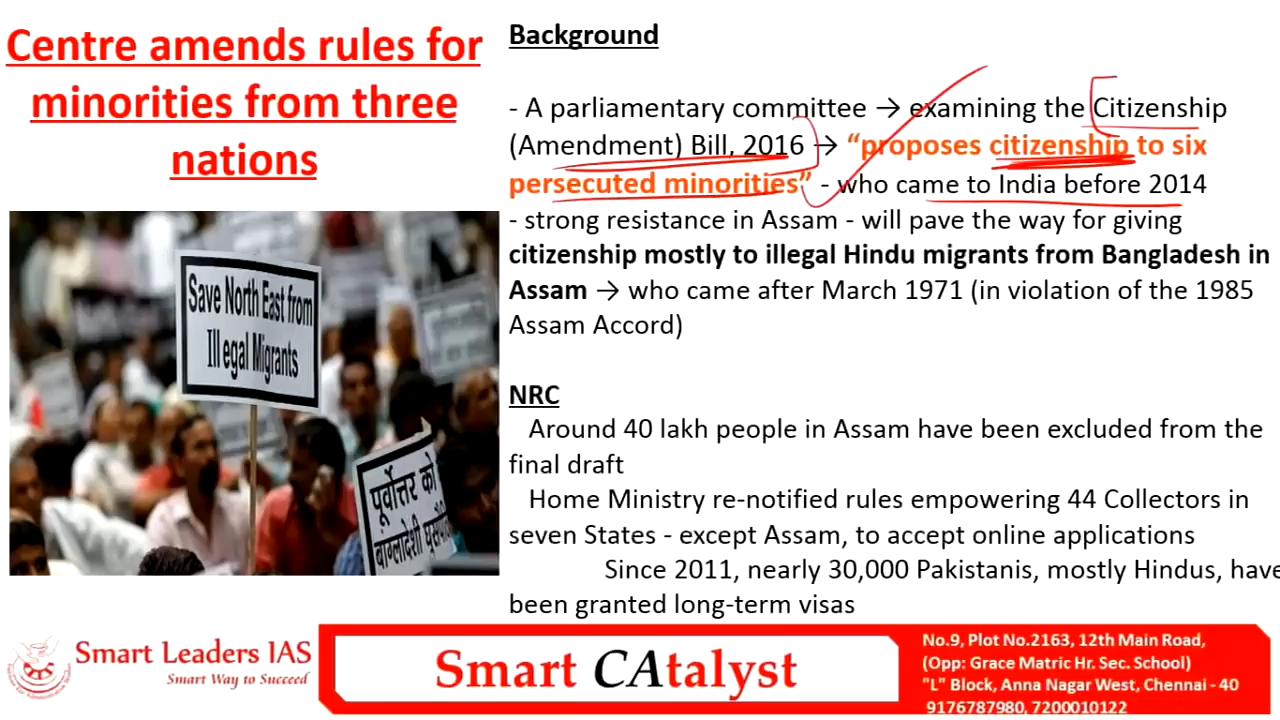 Centre amends rules for
minorities from three
nations
Save North East from
Ill egal Migrants
पूर्वोत्तर को
बांग्लादेशी
Background
- A parliamentary committee → examining the Citizenship
(Amendment) Bill, 2016 → “proposes citizenship to six
persecuted minorities” - who came to India before 2014
- strong resistance in Assam - will pave the way for giving
citizenship mostly to illegal Hindu migrants from Bangladesh in
Assam → who came after March 1971 (in violation of the 1985
Assam Accord)
NRC
Around 40 lakh people in Assam have been excluded from the
final draft
Home Ministry re-notified rules empowering 44 Collectors in
seven States - except Assam, to accept online applications
Since 2011, nearly 30,000 Pakistanis, mostly Hindus, have
been granted long-term visas
Smart Leaders IAS
Smart Way to Succeed
Smart CAtalyst
No.9, Plot No.2163, 12th Main Road,
(Opp: Grace Matric Hr. Sec. School)
"L" Block, Anna Nagar West, Chennai - 40
9176787980, 7200010122